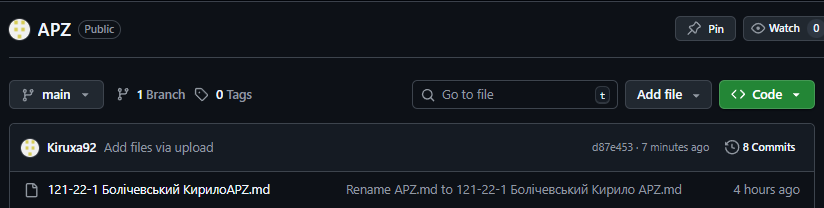 APZ Public Pin Watch 0
main 1 Branch 0 Tags Go to file t Add file Code
Kiruxa92 Add files via upload d87e453 · 7 minutes ago 8 Commits
121-22-1 Болічевський КирилоAPZ.md Rename APZ.md to 121-22-1 Болічевський Кирило APZ.md 4 hours ago